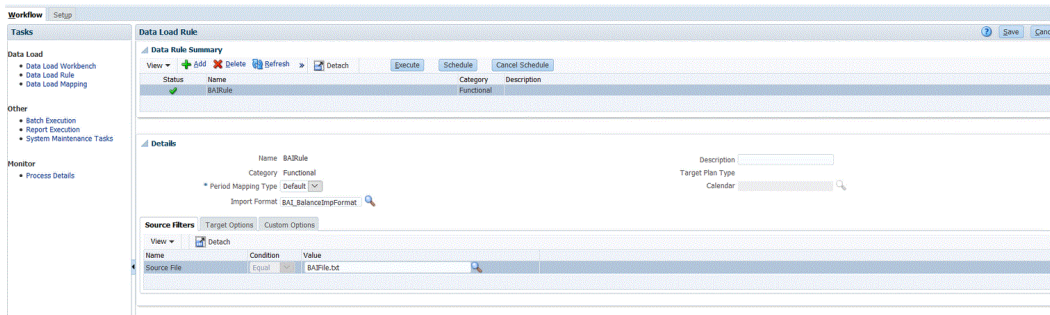 Workflow Setup
Tasks
Data Load
Data Load Workbench
Data Load Rule
Data Load Mapping
Other
Batch Execution
Report Execution
System Maintenance Tasks
Monitor
Process Details
Data Load Rule Save
Data Rule Summary
View Add Delete Refresh » Detach Execute Schedule Cancel Schedule
Status Name Category Description
BAIRule Functional
Details
Name BAIRule Description
Category Functional Target Plan Type
* Period Mapping Type Default Calendar
Import Format BAI_BalanceImpFormat
Source Filters Target Options Custom Options
View Detach
Name Condition Value
Source File Equal BAIFile.txt